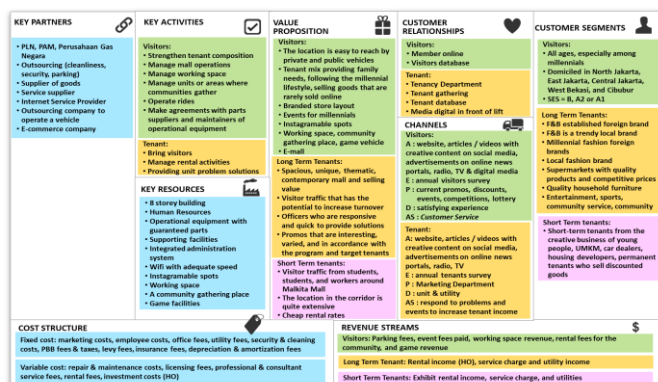 KEY PARTNERS
• PLN, PAM, Perusahaan Gas
Negara
• Outsourcing (cleanliness,
security, parking)
• Supplier of goods
• Service supplier
• Internet Service Provider
• Outsourcing company to
operate a vehicle
• E-commerce company
KEY ACTIVITIES
Visitors:
• Strengthen tenant composition
• Manage mall operations
• Manage working space
• Manage units or areas where
communities gather
• Operate rides
• Make agreements with parts
suppliers and maintainers of
operational equipment
Tenant:
• Bring visitors
• Manage rental activities
• Providing unit problem solutions
KEY RESOURCES
• 8 storey building
• Human Resources
• Operational equipment with
guaranteed parts
• Supporting facilities
• Integrated administration
system
• Wifi with adequate speed
• Instagramable spots
• Working space
• A community gathering place
• Game facilities
VALUE
PROPOSITION
Visitors:
• The location is easy to reach by
private and public vehicles
• Tenant mix providing family
needs, following the millennial
lifestyle, selling goods that are
rarely sold online
• Branded store layout
• Events for millennials
• Instagramable spots
• Working space, community
gathering place, game vehicle
• E-mall
Long Term Tenants:
• Spacious, unique, thematic,
contemporary mall and selling
value
• Visitor traffic that has the
potential to increase turnover
• Officers who are responsive
and quick to provide solutions
• Promos that are interesting,
varied, and in accordance with
the program and target tenants
Short Term tenants:
• Visitor traffic from students,
students, and workers around
Malkita Mall
• The location in the corridor is
quite extensive
• Cheap rental rates
CUSTOMER
RELATIONSHIPS
Visitors:
• Member online
• Visitors database
Tenant:
• Tenancy Department
• Tenant gathering
• Tenant database
• Media digital in front of lift
CHANNELS
Visitors:
A : website, articles / videos with
creative content on social media,
advertisements on online news
portals, radio, TV & digital media
E : annual visitors survey
P : current promos, discounts,
events, competitions, lottery
D : satisfying experience
AS : Customer Service
Tenant:
A: website, articles / videos with
creative content on social media,
advertisements on online news
portals, radio, TV
E : annual tenants survey
P : Marketing Department
D : unit & utility
AS : respond to problems and
events to increase tenant income
CUSTOMER SEGMENTS
Visitors:
• All ages, especially among
millennials
• Domiciled in North Jakarta,
East Jakarta, Central Jakarta,
West Bekasi, and Cibubur
• SES = B, A2 or A1
Long Term Tenants:
• F&B established foreign brand
• F&B is a trendy local brand
• Millennial fashion foreign
brands
• Local fashion brand
• Supermarkets with quality
products and competitive prices
• Quality household furniture
• Entertainment, sports,
community service, community
Short Term tenants:
• Short-term tenants from the
creative business of young
people, UMKM, car dealers,
housing developers, permanent
tenants who sell discounted
goods
COST STRUCTURE
Fixed cost: marketing costs, employee costs, office fees, utility fees, security & cleaning
costs, PBB fees & taxes, levy fees, insurance fees, depreciation & amortization fees
Variable cost: repair & maintenance costs, licensing fees, professional & consultant
service fees, rental fees, investment costs (HO)
REVENUE STREAMS
$
Visitors: Parking fees, event fees paid, working space revenue, rental fees for the
community, and game revenue
Long Term Tenant: Rental income (HO), service charge and utility income
Short Term Tenants: Exhibit rental income, service charge, and utilities